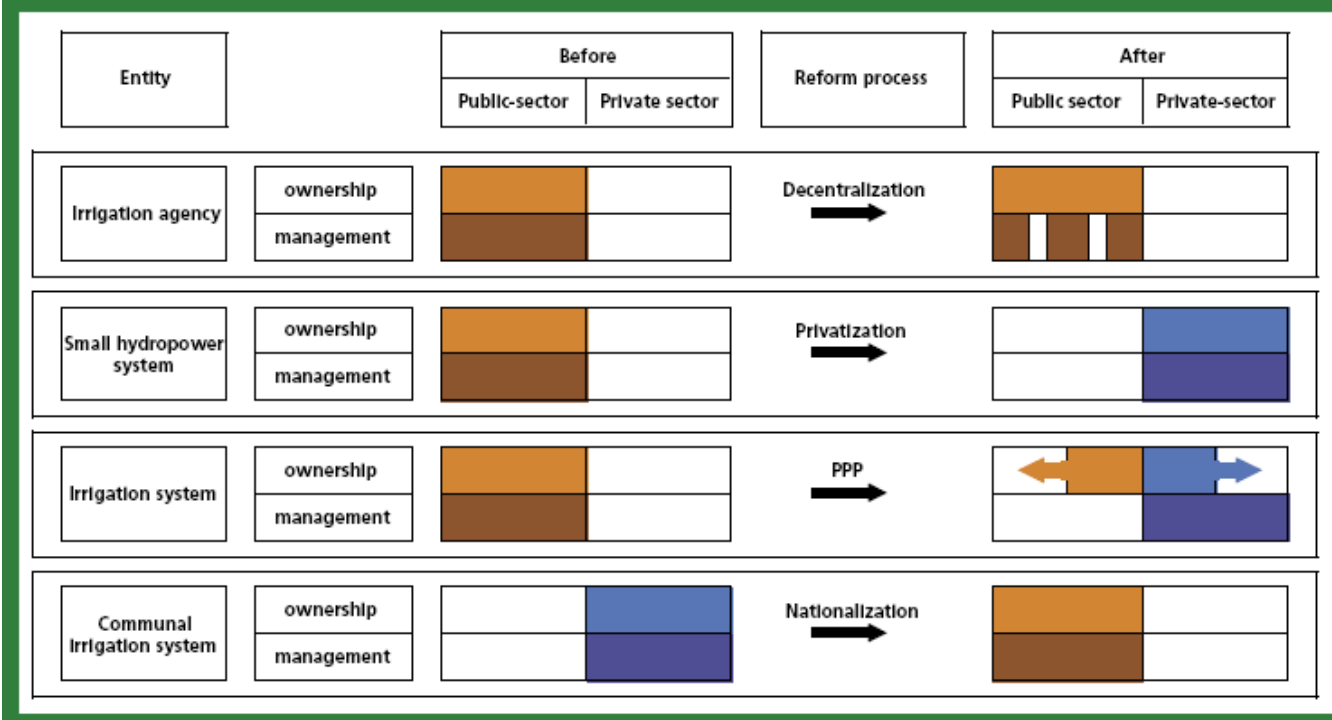 Entity
Before
Reform process
After
Public-sector
Private sector
Public sector
Private-sector
Irrigation agency
ownership
management
Decentralization
Small hydropower
system
ownership
management
Privatization
Irrigation system
ownership
management
PPP
Communal
irrigation system
ownership
management
Nationalization